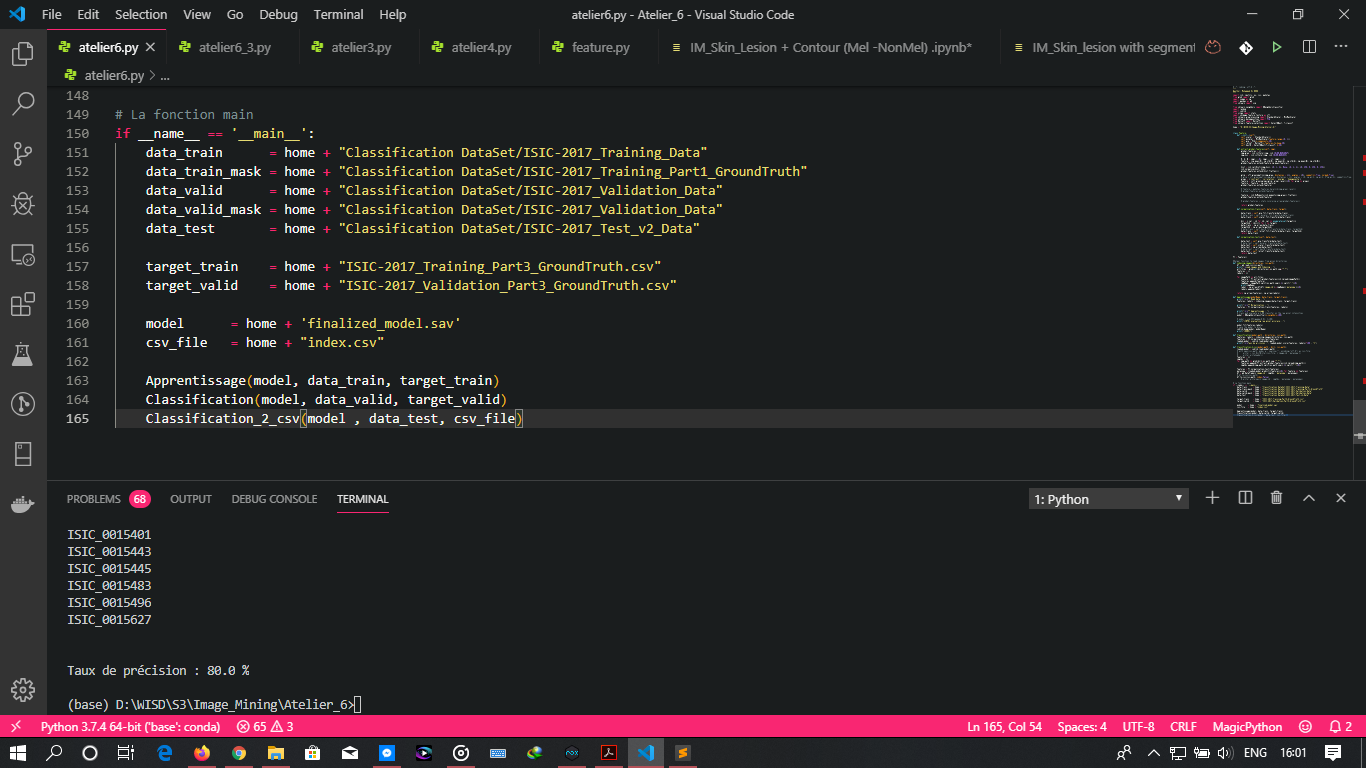 File Edit Selection View Go Debug Terminal Help
atelier6.py - Atelier_6 - Visual Studio Code
atelier6.py atelier6_3.py atelier3.py atelier4.py feature.py IM_Skin_Lesion + Contour (Mel -NonMel) .ipynb* IM_Skin_lesion with segment
atelier6.py > ...
148
149 # La fonction main
150 if __name__ == '__main__':
151 data_train = home + "Classification DataSet/ISIC-2017_Training_Data"
152 data_train_mask = home + "Classification DataSet/ISIC-2017_Training_Part1_GroundTruth"
153 data_valid = home + "Classification DataSet/ISIC-2017_Validation_Data"
154 data_valid_mask = home + "Classification DataSet/ISIC-2017_Validation_Data"
155 data_test = home + "Classification DataSet/ISIC-2017_Test_v2_Data"
156
157 target_train = home + "ISIC-2017_Training_Part3_GroundTruth.csv"
158 target_valid = home + "ISIC-2017_Validation_Part3_GroundTruth.csv"
159
160 model = home + 'finalized_model.sav'
161 csv_file = home + "index.csv"
162
163 Apprentissage(model, data_train, target_train)
164 Classification(model, data_valid, target_valid)
165 Classification_2_csv(model , data_test, csv_file)
PROBLEMS 68 OUTPUT DEBUG CONSOLE TERMINAL 1: Python
ISIC_0015401
ISIC_0015443
ISIC_0015445
ISIC_0015483
ISIC_0015496
ISIC_0015627
Taux de précision : 80.0 %
(base) D:\WISD\S3\Image_Mining\Atelier_6>
Python 3.7.4 64-bit ('base': conda) 65 3 Ln 165, Col 54 Spaces: 4 UTF-8 CRLF MagicPython 2
ENG 16:01